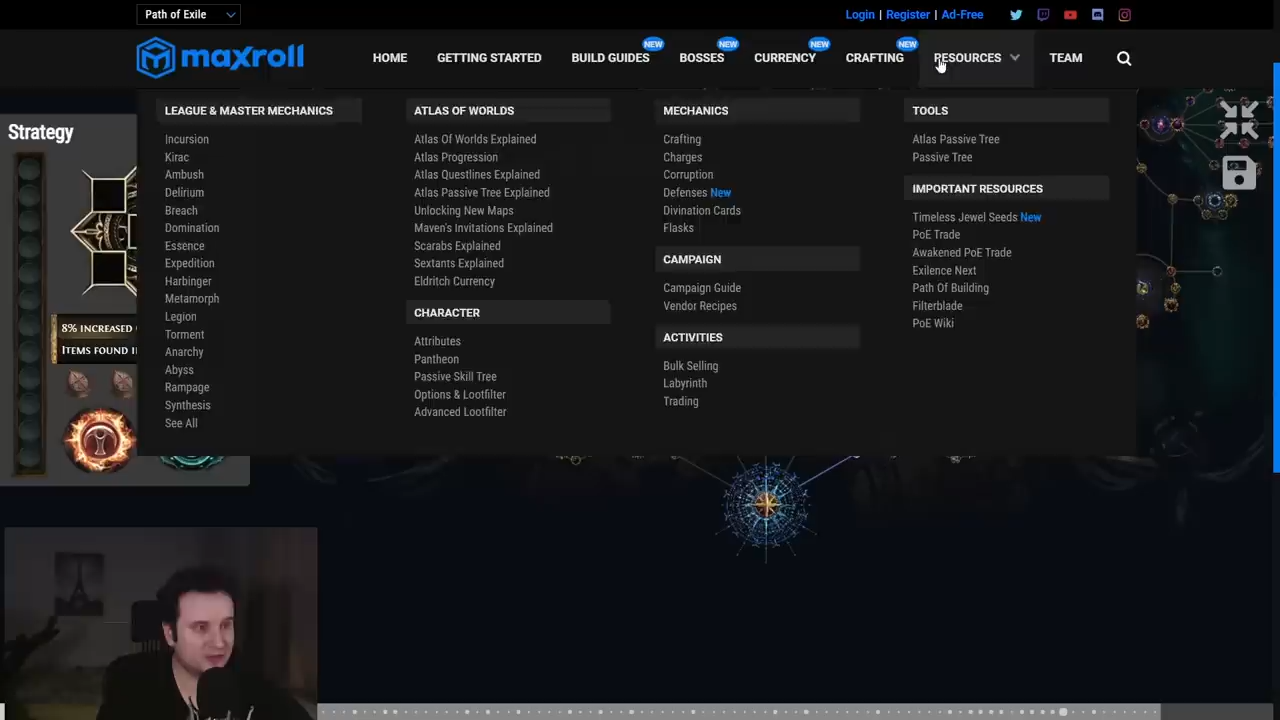 Path of Exile
Login | Register | Ad-Free
maxroll
HOME
GETTING STARTED
BUILD GUIDES NEW
BOSSES NEW
CURRENCY NEW
CRAFTING NEW
RESOURCES
TEAM
Strategy
8% INCREASED
ITEMS FOUND I
LEAGUE & MASTER MECHANICS
Incursion
Kirac
Ambush
Delirium
Breach
Domination
Essence
Expedition
Harbinger
Metamorph
Legion
Torment
Anarchy
Abyss
Rampage
Synthesis
See All
ATLAS OF WORLDS
Atlas Of Worlds Explained
Atlas Progression
Atlas Questlines Explained
Atlas Passive Tree Explained
Unlocking New Maps
Maven's Invitations Explained
Scarabs Explained
Sextants Explained
Eldritch Currency
CHARACTER
Attributes
Pantheon
Passive Skill Tree
Options & Lootfilter
Advanced Lootfilter
MECHANICS
Crafting
Charges
Corruption
Defenses New
Divination Cards
Flasks
CAMPAIGN
Campaign Guide
Vendor Recipes
ACTIVITIES
Bulk Selling
Labyrinth
Trading
TOOLS
Atlas Passive Tree
Passive Tree
IMPORTANT RESOURCES
Timeless Jewel Seeds New
PoE Trade
Awakened PoE Trade
Exilence Next
Path Of Building
Filterblade
PoE Wiki